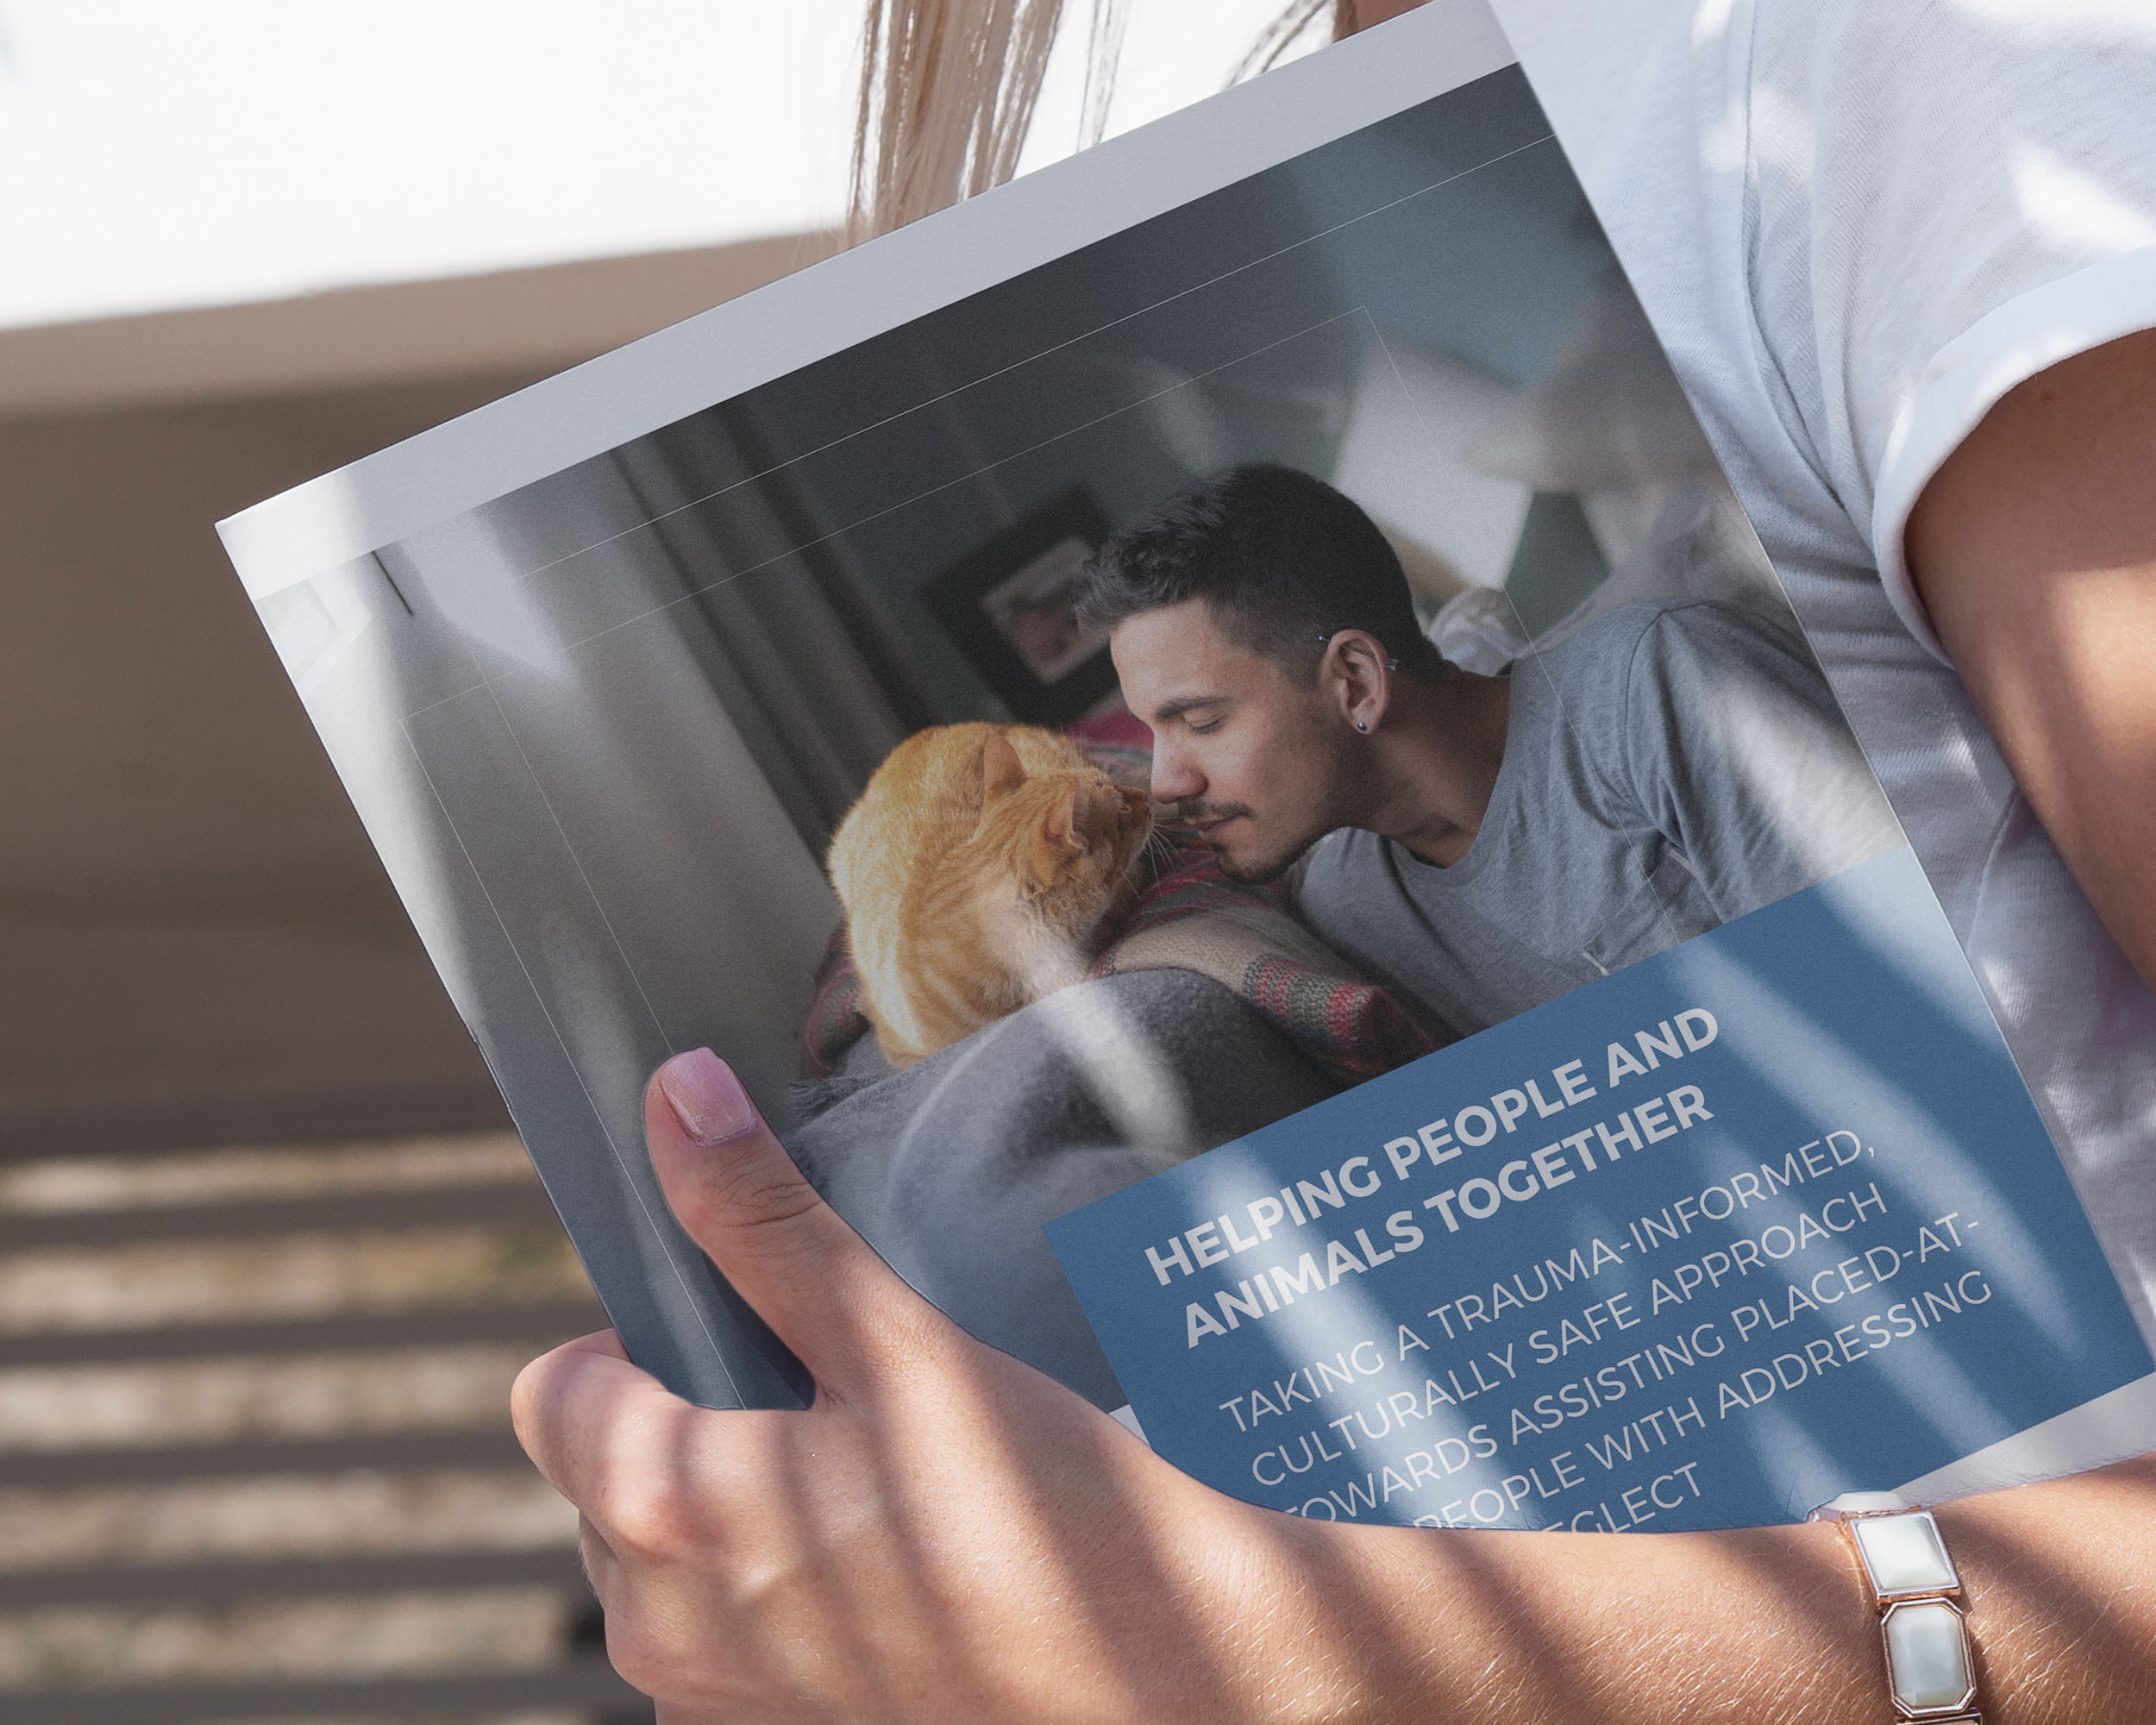 HELPING PEOPLE AND
ANIMALS TOGETHER
TAKING A TRAUMA-INFORMED,
CULTURALLY SAFE APPROACH
TOWARDS ASSISTING PLACED-AT-
PEOPLE WITH ADDRESSING